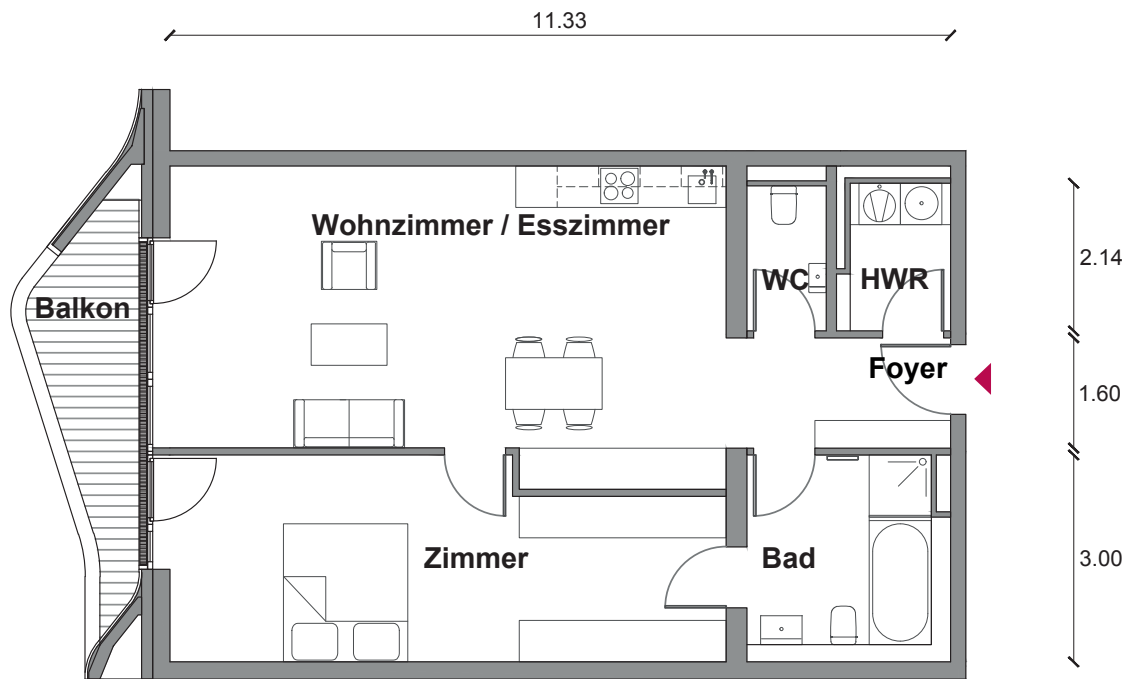 11.33
Wohnzimmer / Esszimmer
2.14
WC
HWR
Balkon
Foyer
1.60
Zimmer
Bad
3.00